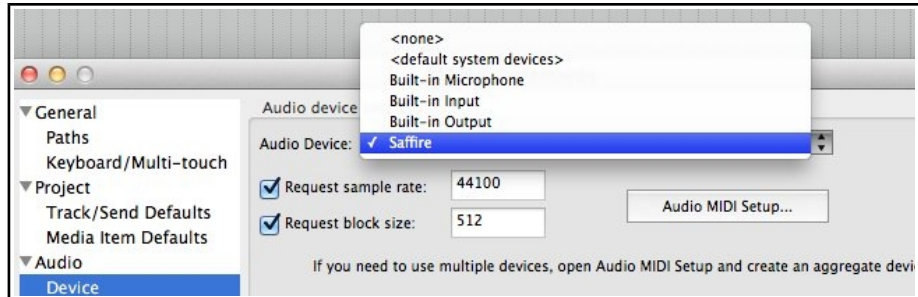 <none>
<default system devices>
Built-in Microphone
Built-in Input
Built-in Output
✓ Saffire
General
Paths
Keyboard/Multi-touch
Project
Track/Send Defaults
Media Item Defaults
Audio
Device
Audio device
Audio Device:
Request sample rate: 44100
Request block size: 512
Audio MIDI Setup...
If you need to use multiple devices, open Audio MIDI Setup and create an aggregate devi